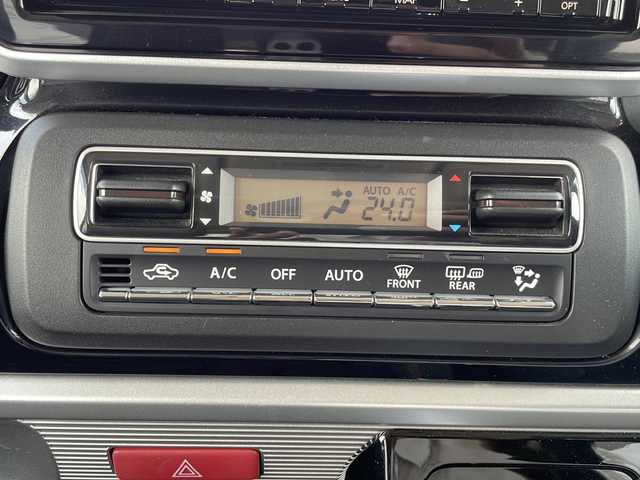 OPT
AUTO A/C
24.0
A/C OFF AUTO FRONT REAR